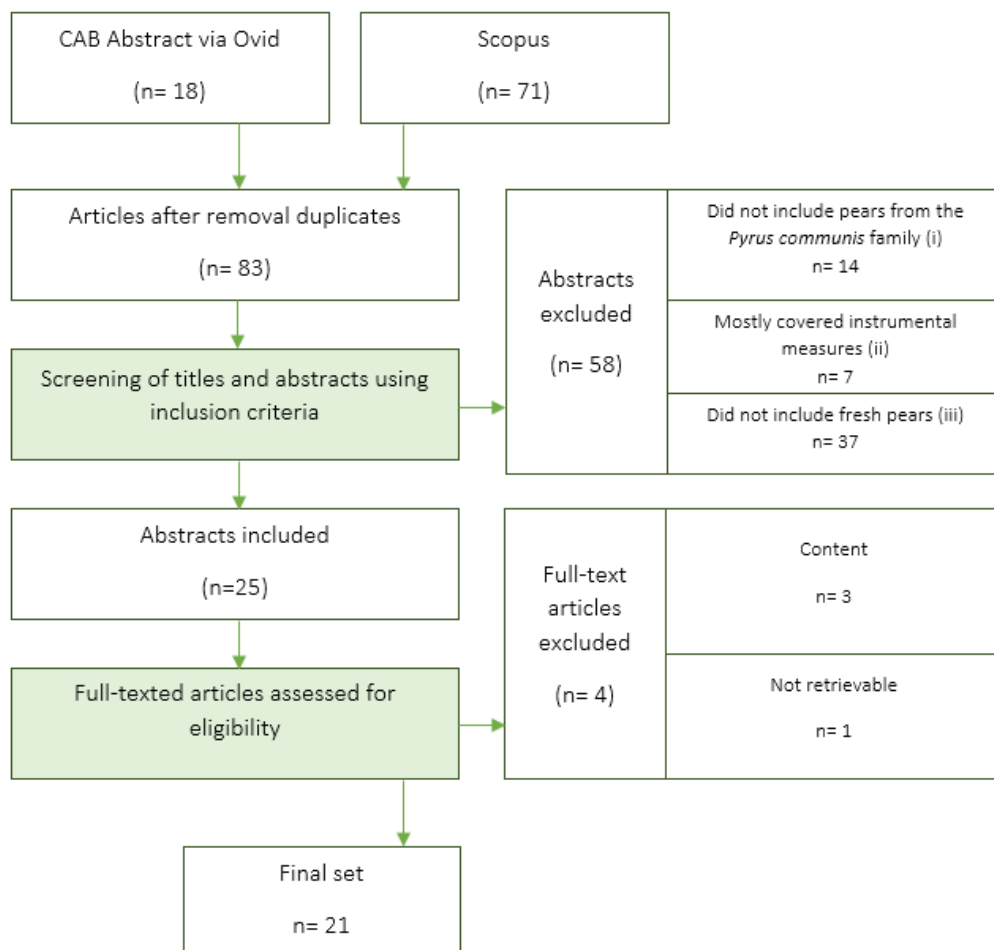 CAB Abstract via Ovid
(n= 18)
Scopus
(n= 71)
Articles after removal duplicates
(n= 83)
Screening of titles and abstracts using
inclusion criteria
Abstracts
excluded
(n= 58)
Did not include pears from the
Pyrus communis family (i)
n= 14
Mostly covered instrumental
measures (ii)
n= 7
Did not include fresh pears (iii)
n= 37
Abstracts included
(n=25)
Full-texted articles assessed for
eligibility
Full-text
articles
excluded
(n= 4)
Content
n= 3
Not retrievable
n= 1
Final set
n= 21